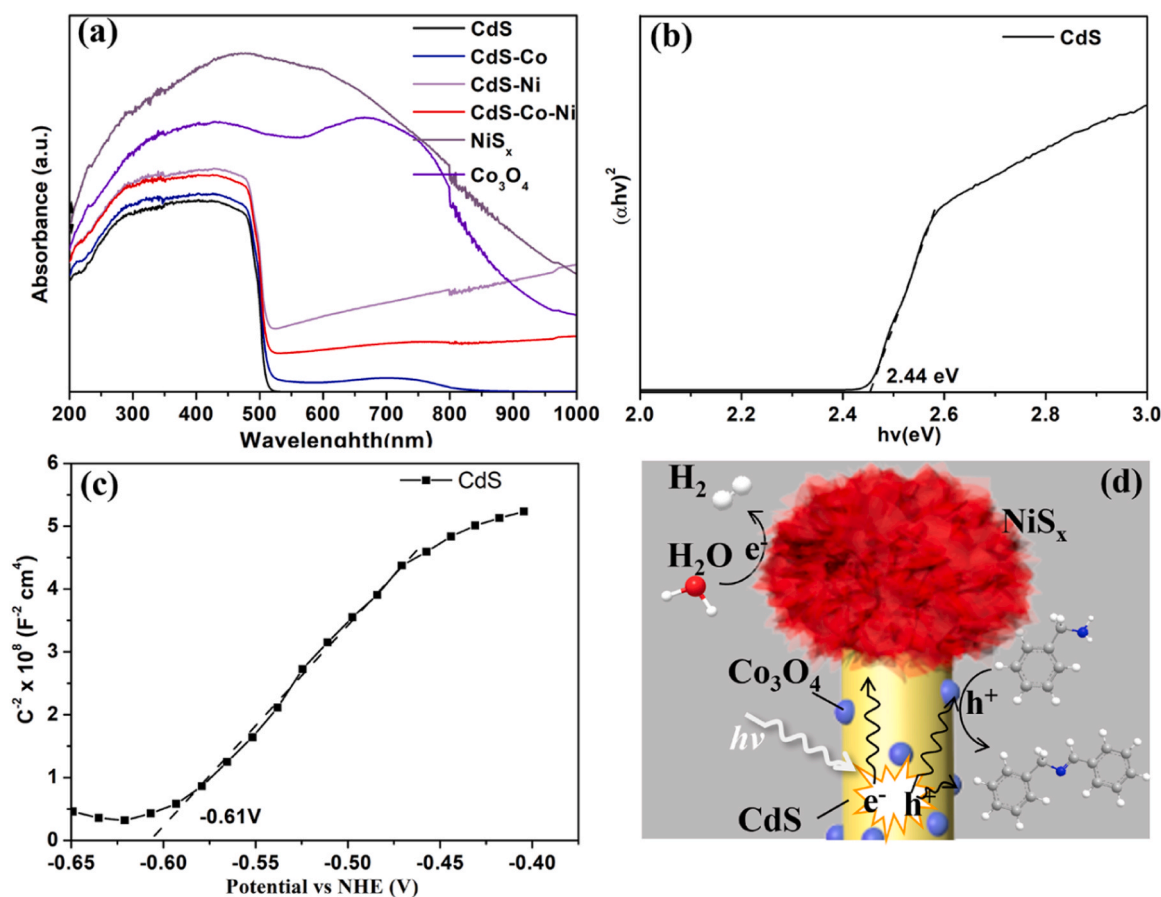 (a)
CdS
CdS-Co
CdS-Ni
CdS-Co-Ni
NiSₓ
Co₃O₄
Absorbance (a.u.)
200 300 400 500 600 700 800 900 1000
Wavelenghth(nm)
(b)
CdS
(αhv)²
2.44 eV
2.0 2.2 2.4 2.6 2.8 3.0
hv(eV)
(c)
CdS
C⁻² x 10⁸ (F⁻² cm⁴)
6
5
4
3
2
1
0
-0.61V
-0.65 -0.60 -0.55 -0.50 -0.45 -0.40
Potential vs NHE (V)
(d)
H₂
NiSₓ
H₂O
e⁻
Co₃O₄
h⁺
hv
CdS
e⁻
h⁺